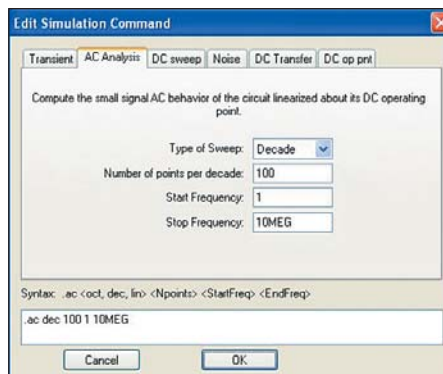 Edit Simulation Command
Transient AC Analysis DC sweep Noise DC Transfer DC op pnt
Compute the small signal AC behavior of the circuit linearized about its DC operating
point.
Type of Sweep: Decade
Number of points per decade: 100
Start Frequency: 1
Stop Frequency: 10MEG
Syntax: .ac <oct, dec, lin> <Npoints> <StartFreq> <EndFreq>
.ac dec 100 1 10MEG
Cancel OK